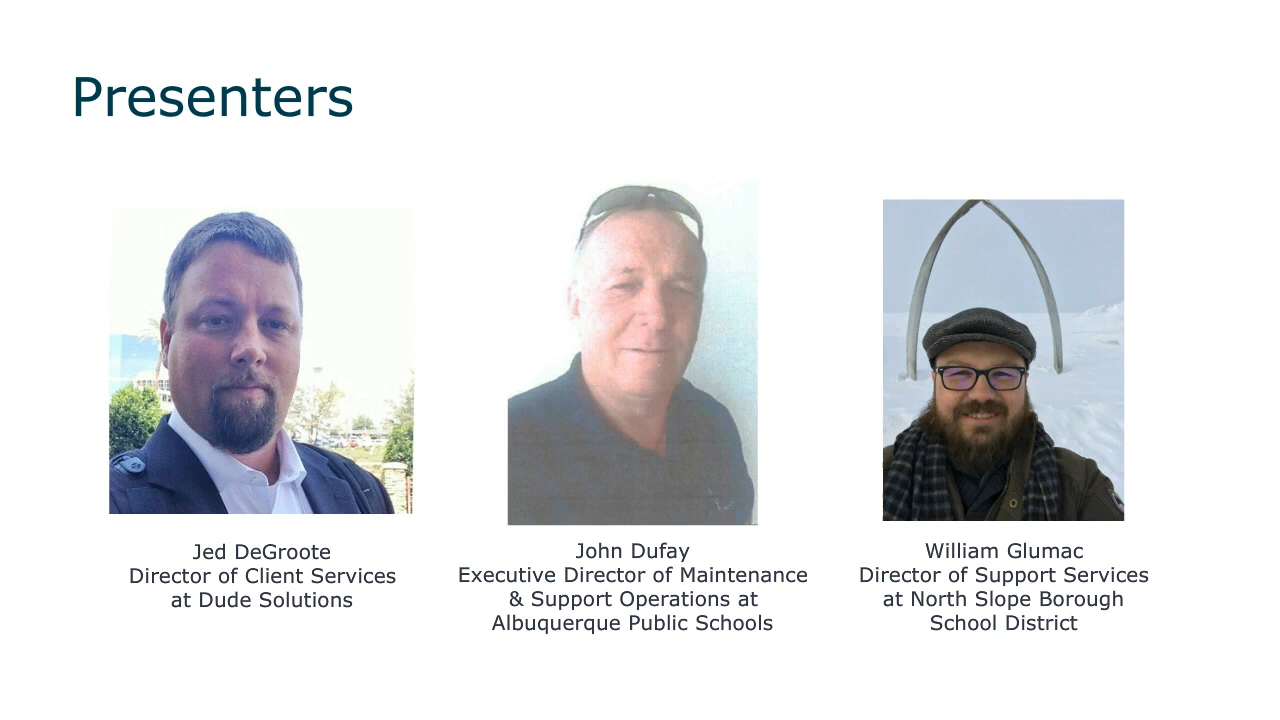 Presenters
Jed DeGroote
Director of Client Services
at Dude Solutions
John Dufay
Executive Director of Maintenance
& Support Operations at
Albuquerque Public Schools
William Glumac
Director of Support Services
at North Slope Borough
School District